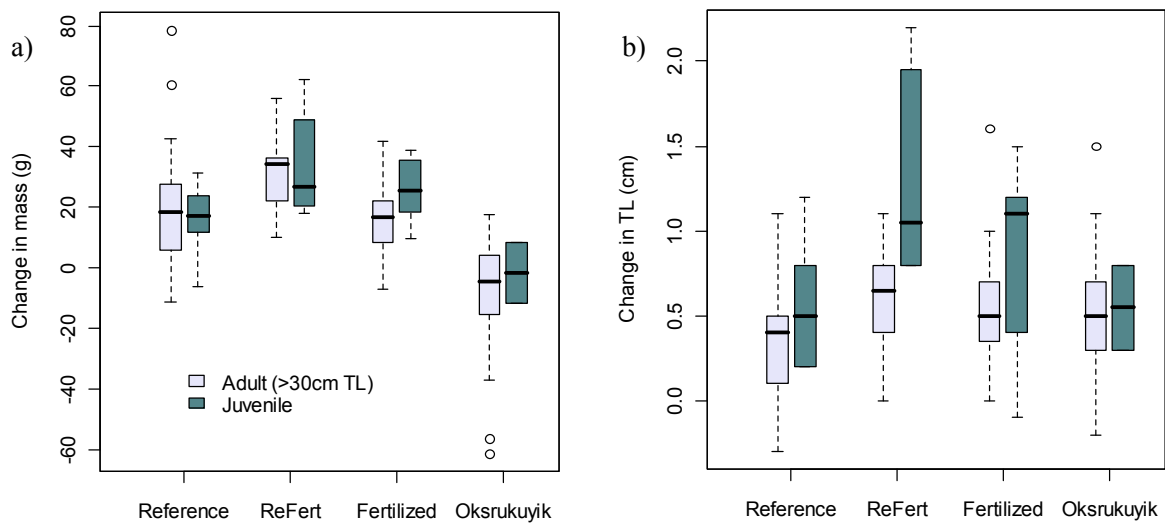 a)
Change in mass (g)
80
60
40
20
0
-20
-40
-60
Adult (>30cm TL)
Juvenile
Reference ReFert Fertilized Oksrukuyik
b)
Change in TL (cm)
2.0
1.5
1.0
0.5
0.0
Reference ReFert Fertilized Oksrukuyik